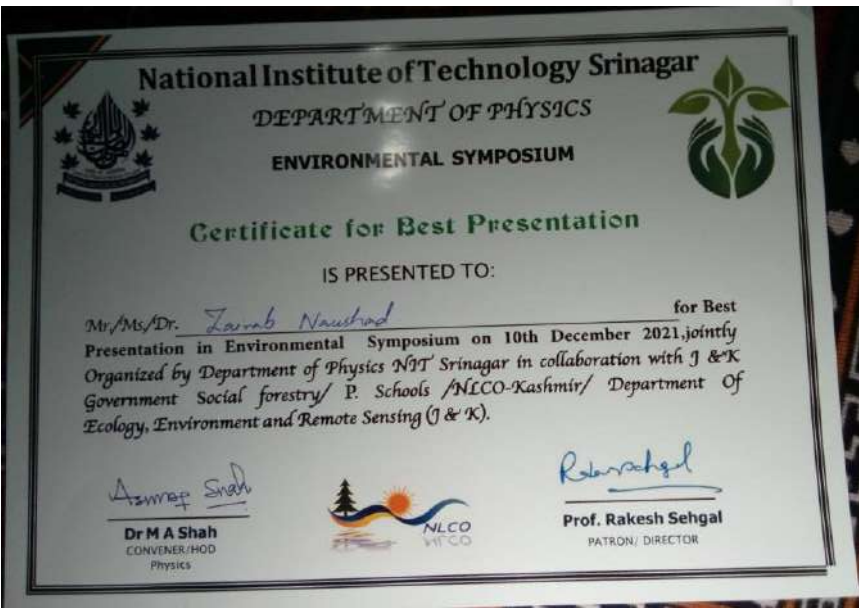 National Institute of Technology Srinagar
DEPARTMENT OF PHYSICS
ENVIRONMENTAL SYMPOSIUM
Certificate for Best Presentation
IS PRESENTED TO:
Mr/Ms/Dr. Zainab Naushad for Best
Presentation in Environmental Symposium on 10th December 2021,jointly
Organized by Department of Physics NIT Srinagar in collaboration with J &K
Government Social forestry/ P. Schools /NLCO-Kashmir/ Department Of
Ecology, Environment and Remote Sensing (J & K).
NLCO
Dr M A Shah
CONVENER/HOD
Physics
Prof. Rakesh Sehgal
PATRON/ DIRECTOR